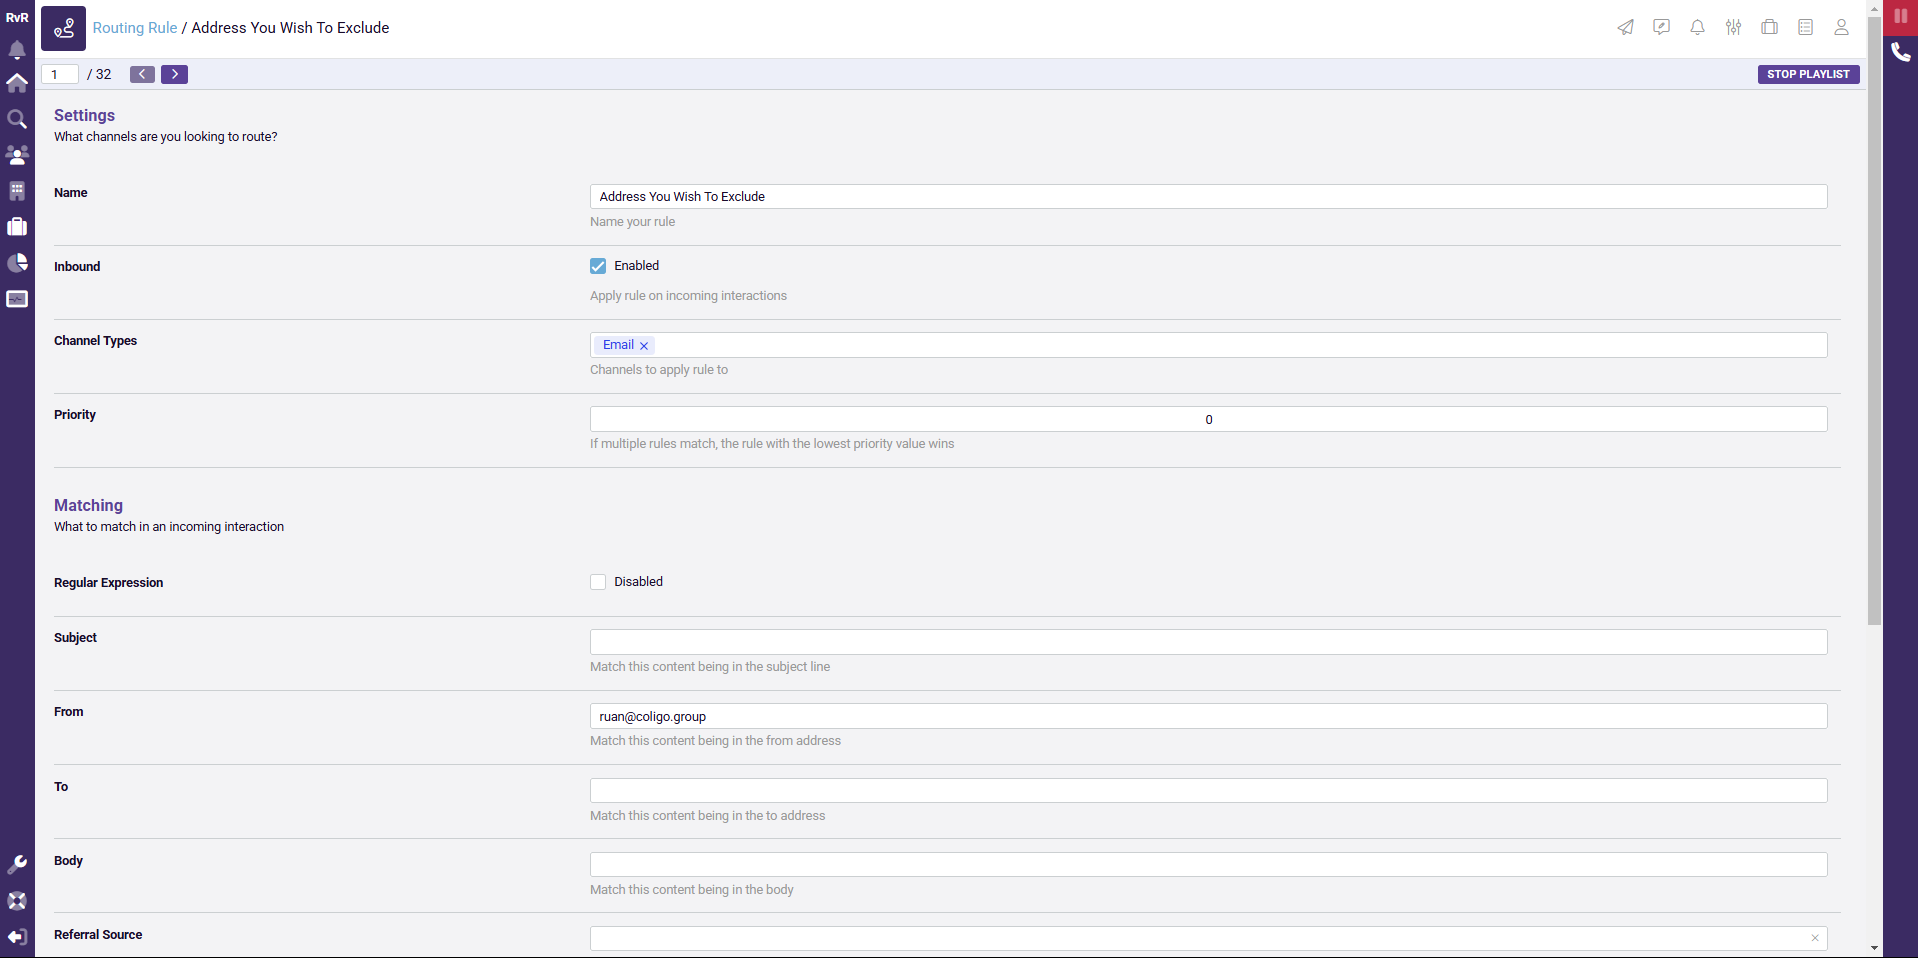 RvR
Routing Rule / Address You Wish To Exclude
1 / 32
STOP PLAYLIST
Settings
What channels are you looking to route?
Name
Address You Wish To Exclude
Name your rule
Inbound
Enabled
Apply rule on incoming interactions
Channel Types
Email ×
Channels to apply rule to
Priority
0
If multiple rules match, the rule with the lowest priority value wins
Matching
What to match in an incoming interaction
Regular Expression
Disabled
Subject
Match this content being in the subject line
From
ruan@coligo.group
Match this content being in the from address
To
Match this content being in the to address
Body
Match this content being in the body
Referral Source
×